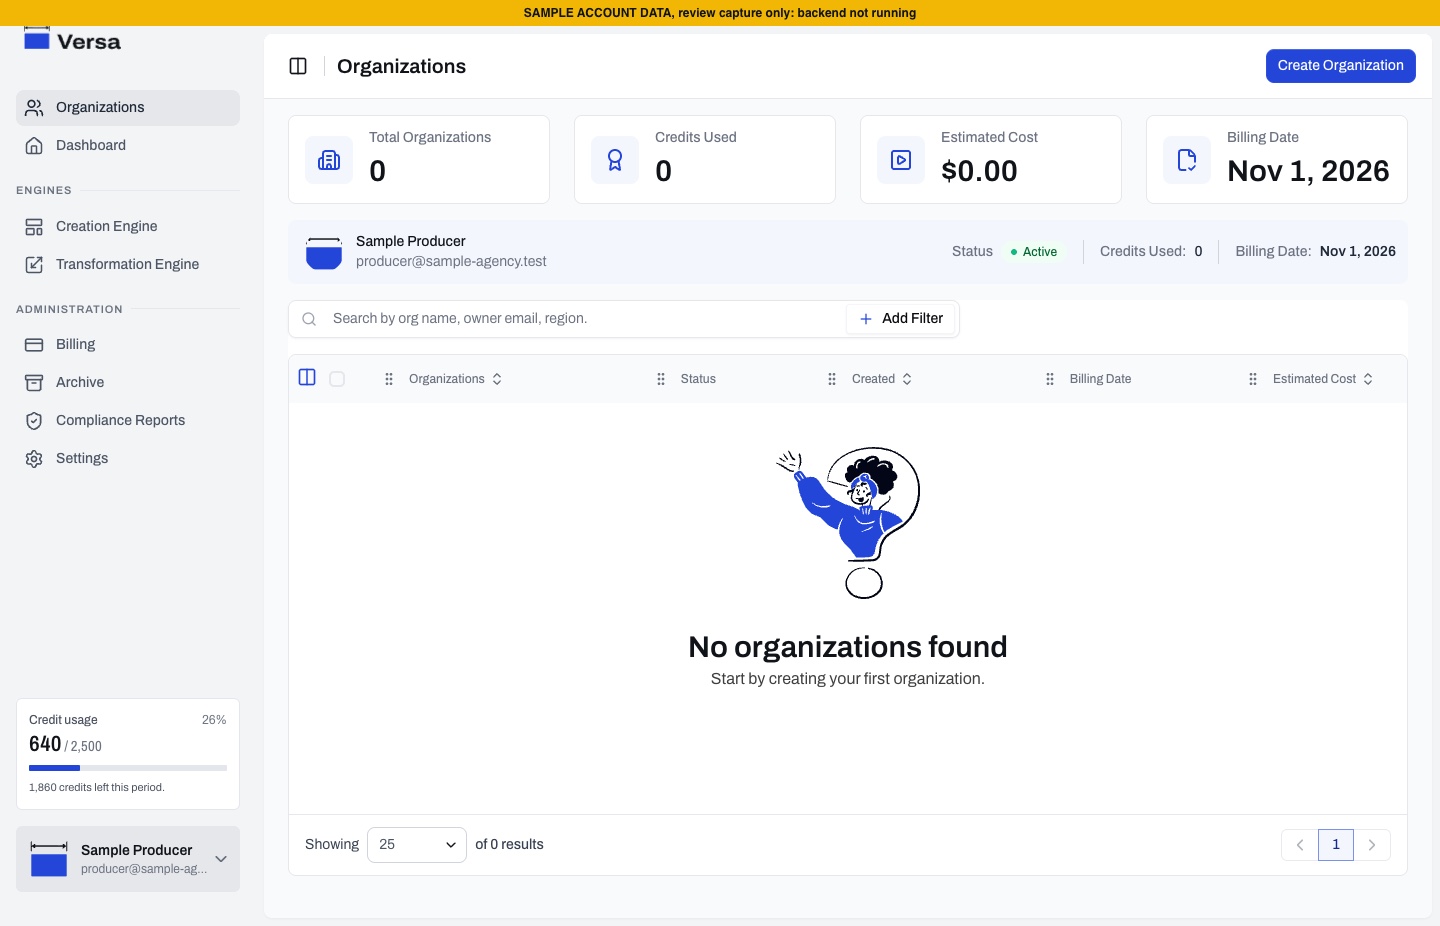 SAMPLE ACCOUNT DATA, review capture only: backend not running
Versa
Organizations
Dashboard
ENGINES
Creation Engine
Transformation Engine
ADMINISTRATION
Billing
Archive
Compliance Reports
Settings
Credit usage 26%
640 / 2,500
1,860 credits left this period.
Sample Producer
producer@sample-ag...
Organizations
Create Organization
Total Organizations
0
Credits Used
0
Estimated Cost
$0.00
Billing Date
Nov 1, 2026
Sample Producer
producer@sample-agency.test
Status Active Credits Used: 0 Billing Date: Nov 1, 2026
Search by org name, owner email, region.
Add Filter
Organizations Status Created Billing Date Estimated Cost
No organizations found
Start by creating your first organization.
Showing 25 of 0 results
1